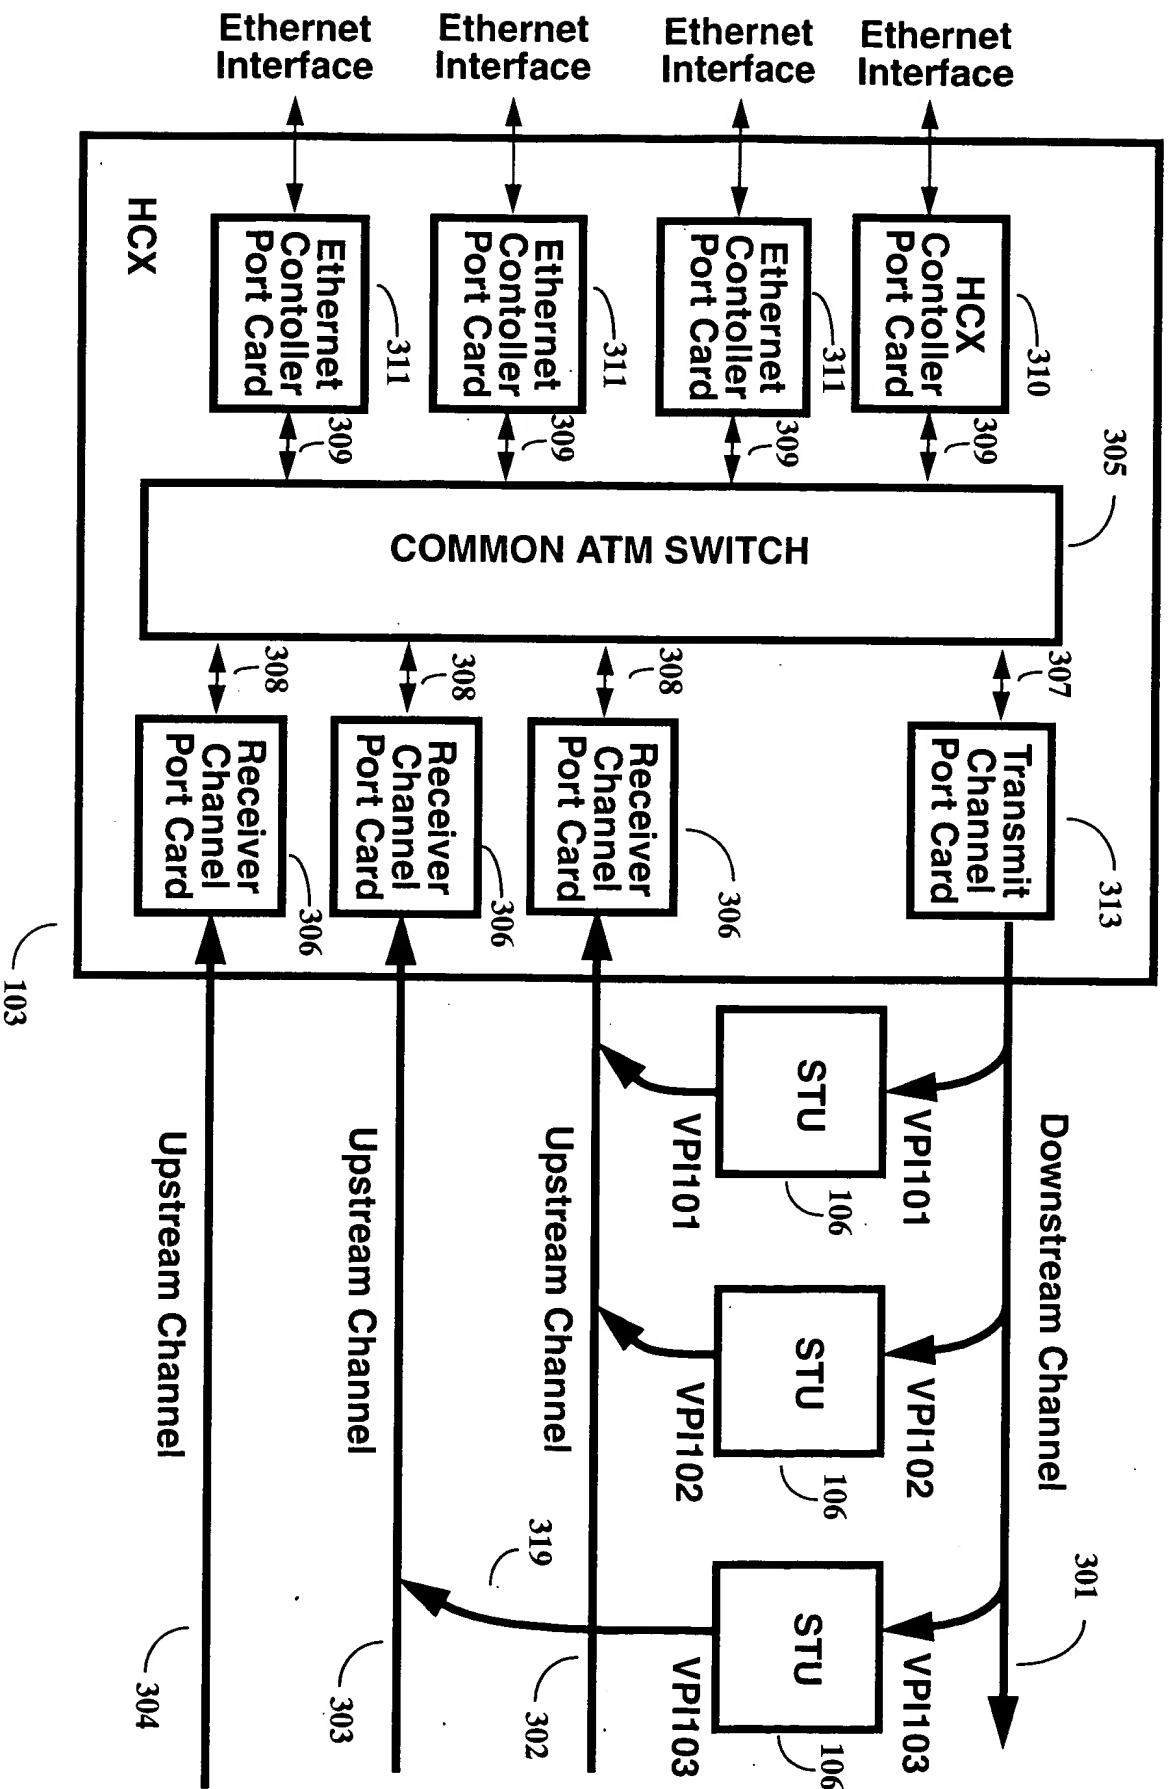 Ethernet
Interface
Ethernet
Interface
Ethernet
Interface
Ethernet
Interface
HCX
Ethernet
Contoller
Port Card
311
309
Ethernet
Contoller
Port Card
311
309
Ethernet
Contoller
Port Card
311
309
HCX
Contoller
Port Card
310
309
305
COMMON ATM SWITCH
308
308
308
307
Receiver
Channel
Port Card
306
Receiver
Channel
Port Card
306
Receiver
Channel
Port Card
306
Transmit
Channel
Port Card
313
103
STU
106
VPI101
VPI101
STU
106
VPI102
VPI102
STU
106
VPI103
VPI103
Downstream Channel
301
Upstream Channel
302
319
Upstream Channel
303
Upstream Channel
304